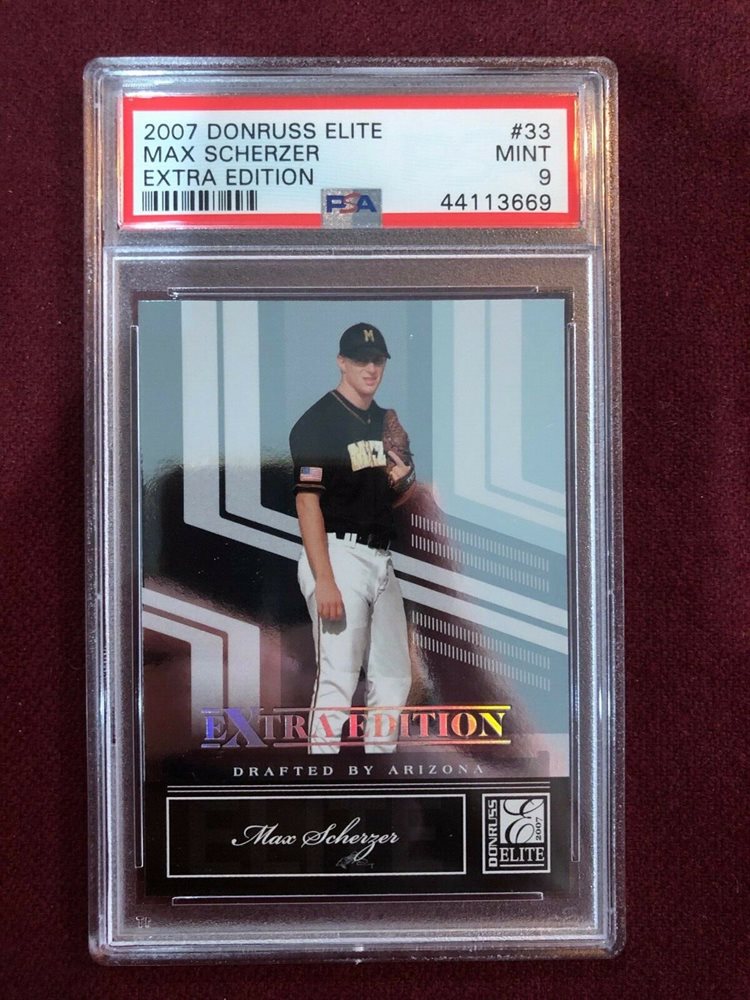 2007 DONRUSS ELITE #33
MAX SCHERZER MINT
EXTRA EDITION 9
PSA 44113669
M
MIZZ
EXTRA EDITION
DRAFTED BY ARIZONA
Max Scherzer
DONRUSS E 2007
ELITE